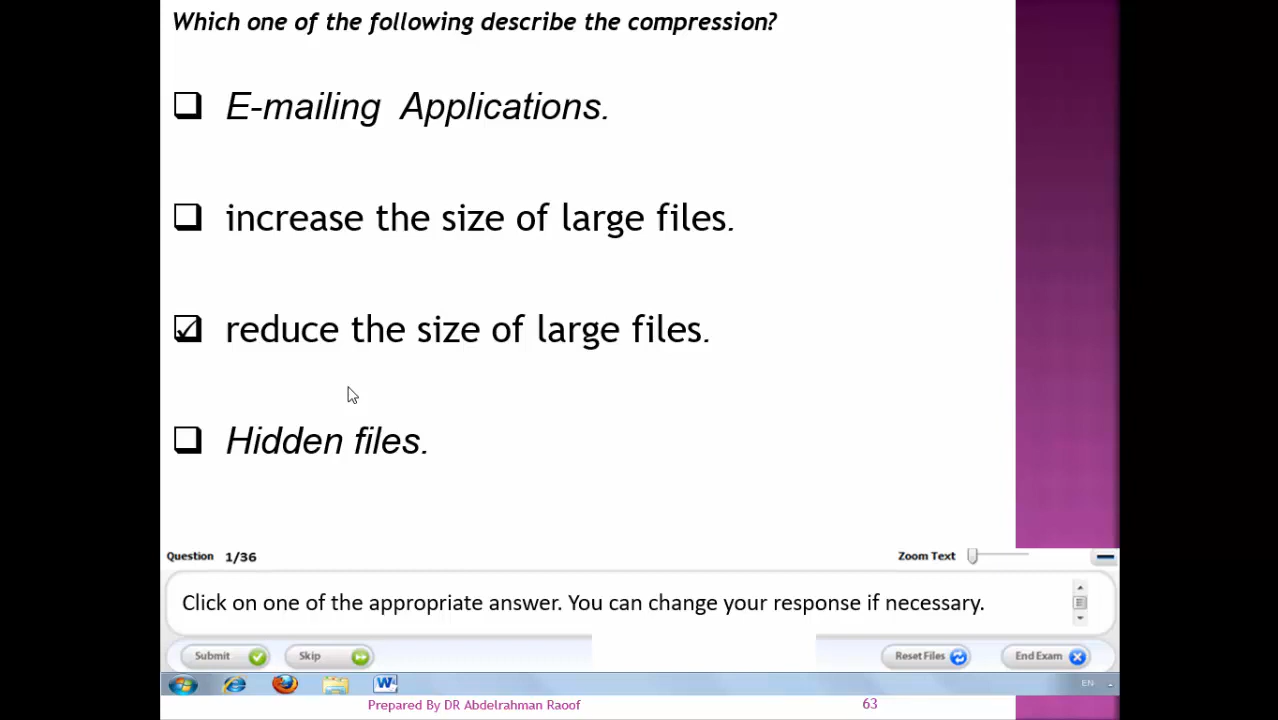 Which one of the following describe the compression?
E-mailing Applications.
increase the size of large files.
reduce the size of large files.
Hidden files.
Question 1/36
Zoom Text
Click on one of the appropriate answer. You can change your response if necessary.
Submit
Skip
Reset Files
End Exam
W
EN
Prepared By DR Abdelrahman Raoof
63